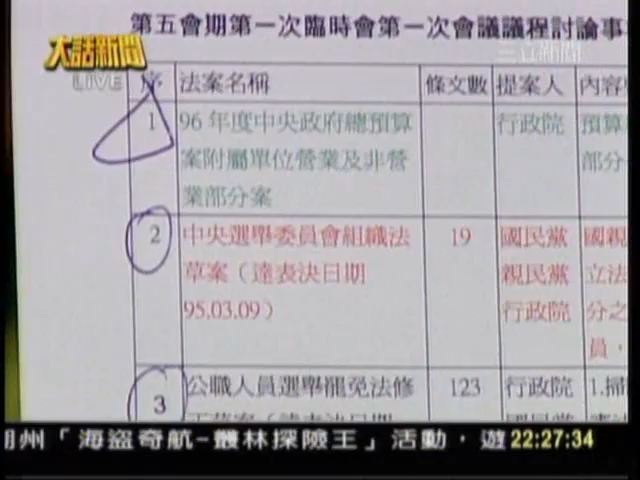 第五會期第一次臨時會第一次會議議程討論事
大話新聞
LIVE
三立新聞
序 法案名稱 條文數 提案人 內容
1 96年度中央政府總預算 行政院 預算
案附屬單位營業及非營 部分
業部分案
2 中央選舉委員會組織法 19 國民黨 國親
草案（達表決日期 親民黨 立法
95.03.09） 行政院 分之
員，
3 公職人員選舉罷免法修 123 行政院 1.掃
州「海盜奇航-叢林探險王」活動，遊 22:27:34